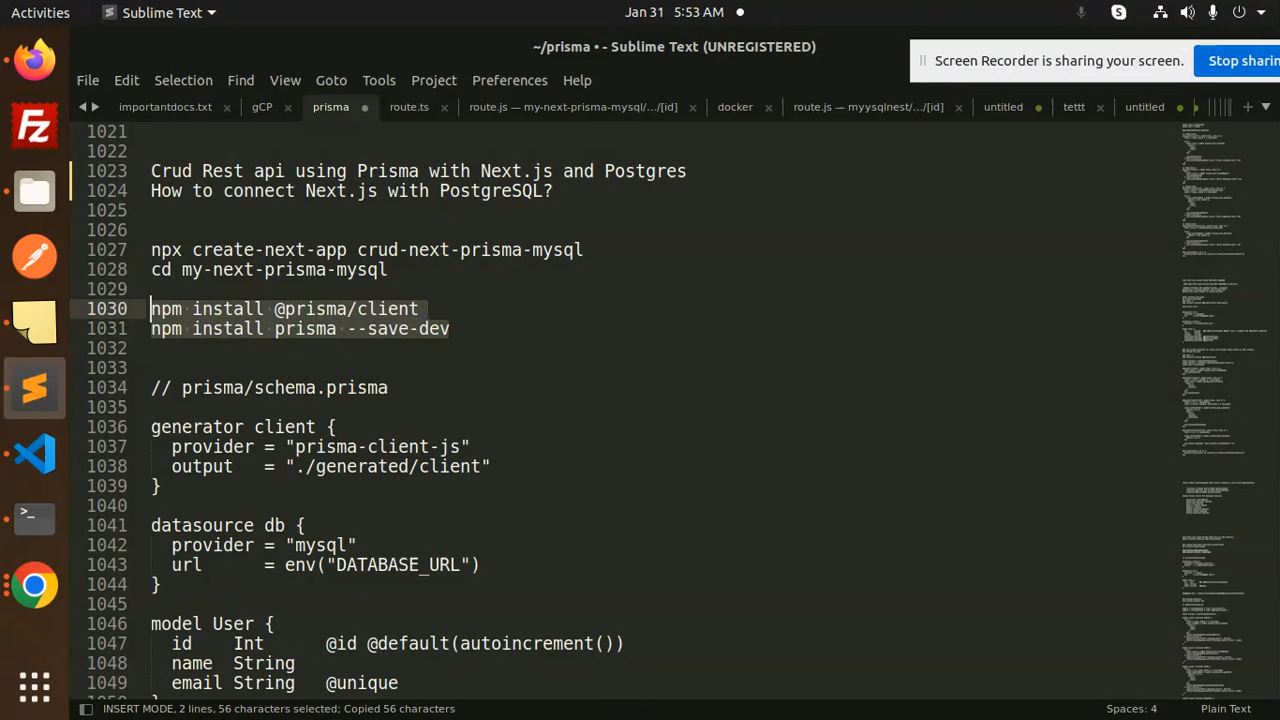 Activities
Sublime Text
Jan 31 5:53 AM
~/prisma • - Sublime Text (UNREGISTERED)
Screen Recorder is sharing your screen.
Stop sharin
File Edit Selection Find View Goto Tools Project Preferences Help
importantdocs.txt gCP prisma route.ts route.js — my-next-prisma-mysql/.../[id] docker route.js — myysqlnest/.../[id] untitled tettt untitled
1021
1022
1023 Crud Rest api using Prisma with Next.js and Postgres
1024 How to connect Next.js with PostgreSQL?
1025
1026
1027 npx create-next-app crud-next-prisma-mysql
1028 cd my-next-prisma-mysql
1029
1030 npm install @prisma/client
1031 npm install prisma --save-dev
1032
1033
1034 // prisma/schema.prisma
1035
1036 generator client {
1037 provider = "prisma-client-js"
1038 output = "./generated/client"
1039 }
1040
1041 datasource db {
1042 provider = "mysql"
1043 url = env("DATABASE_URL")
1044 }
1045
1046 model User {
1047 id Int @id @default(autoincrement())
1048 name String
1049 email String @unique
INSERT MODE, 2 lines, 56 characters selected; Copied 56 characters
Spaces: 4
Plain Text